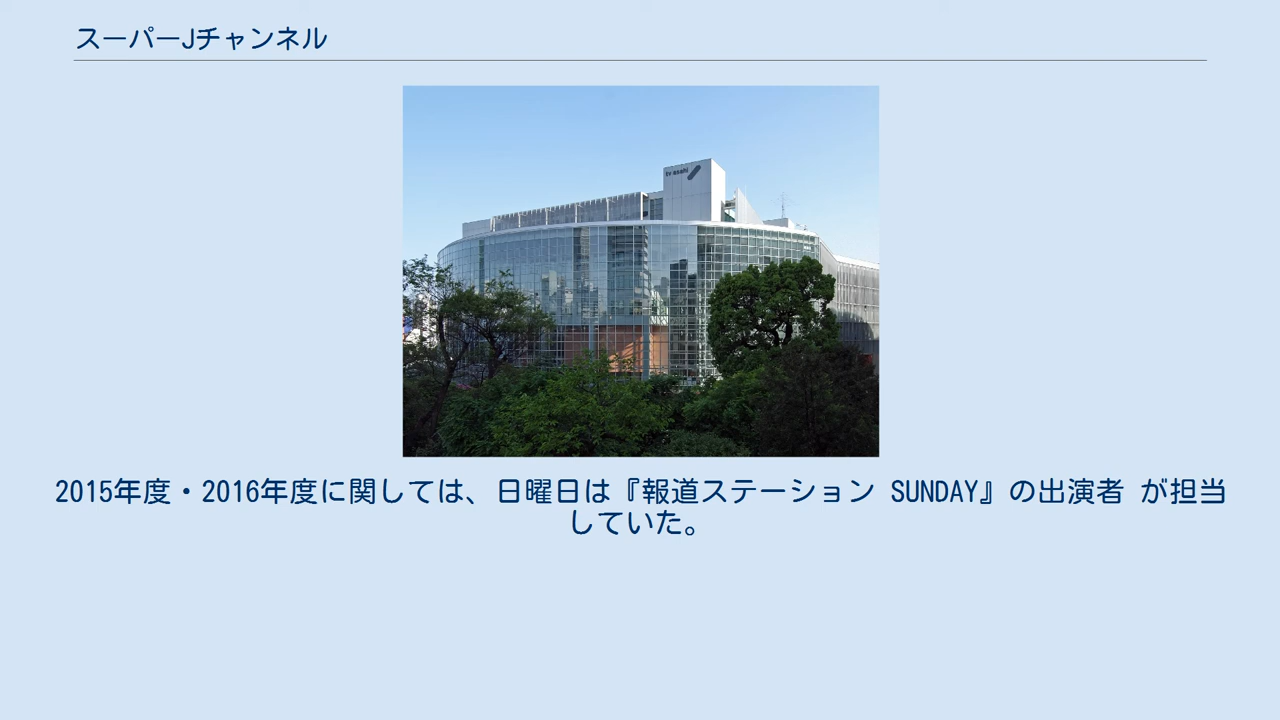 スーパーJチャンネル
tv asahi
2015年度・2016年度に関しては、日曜日は『報道ステーション SUNDAY』の出演者 が担当
していた。